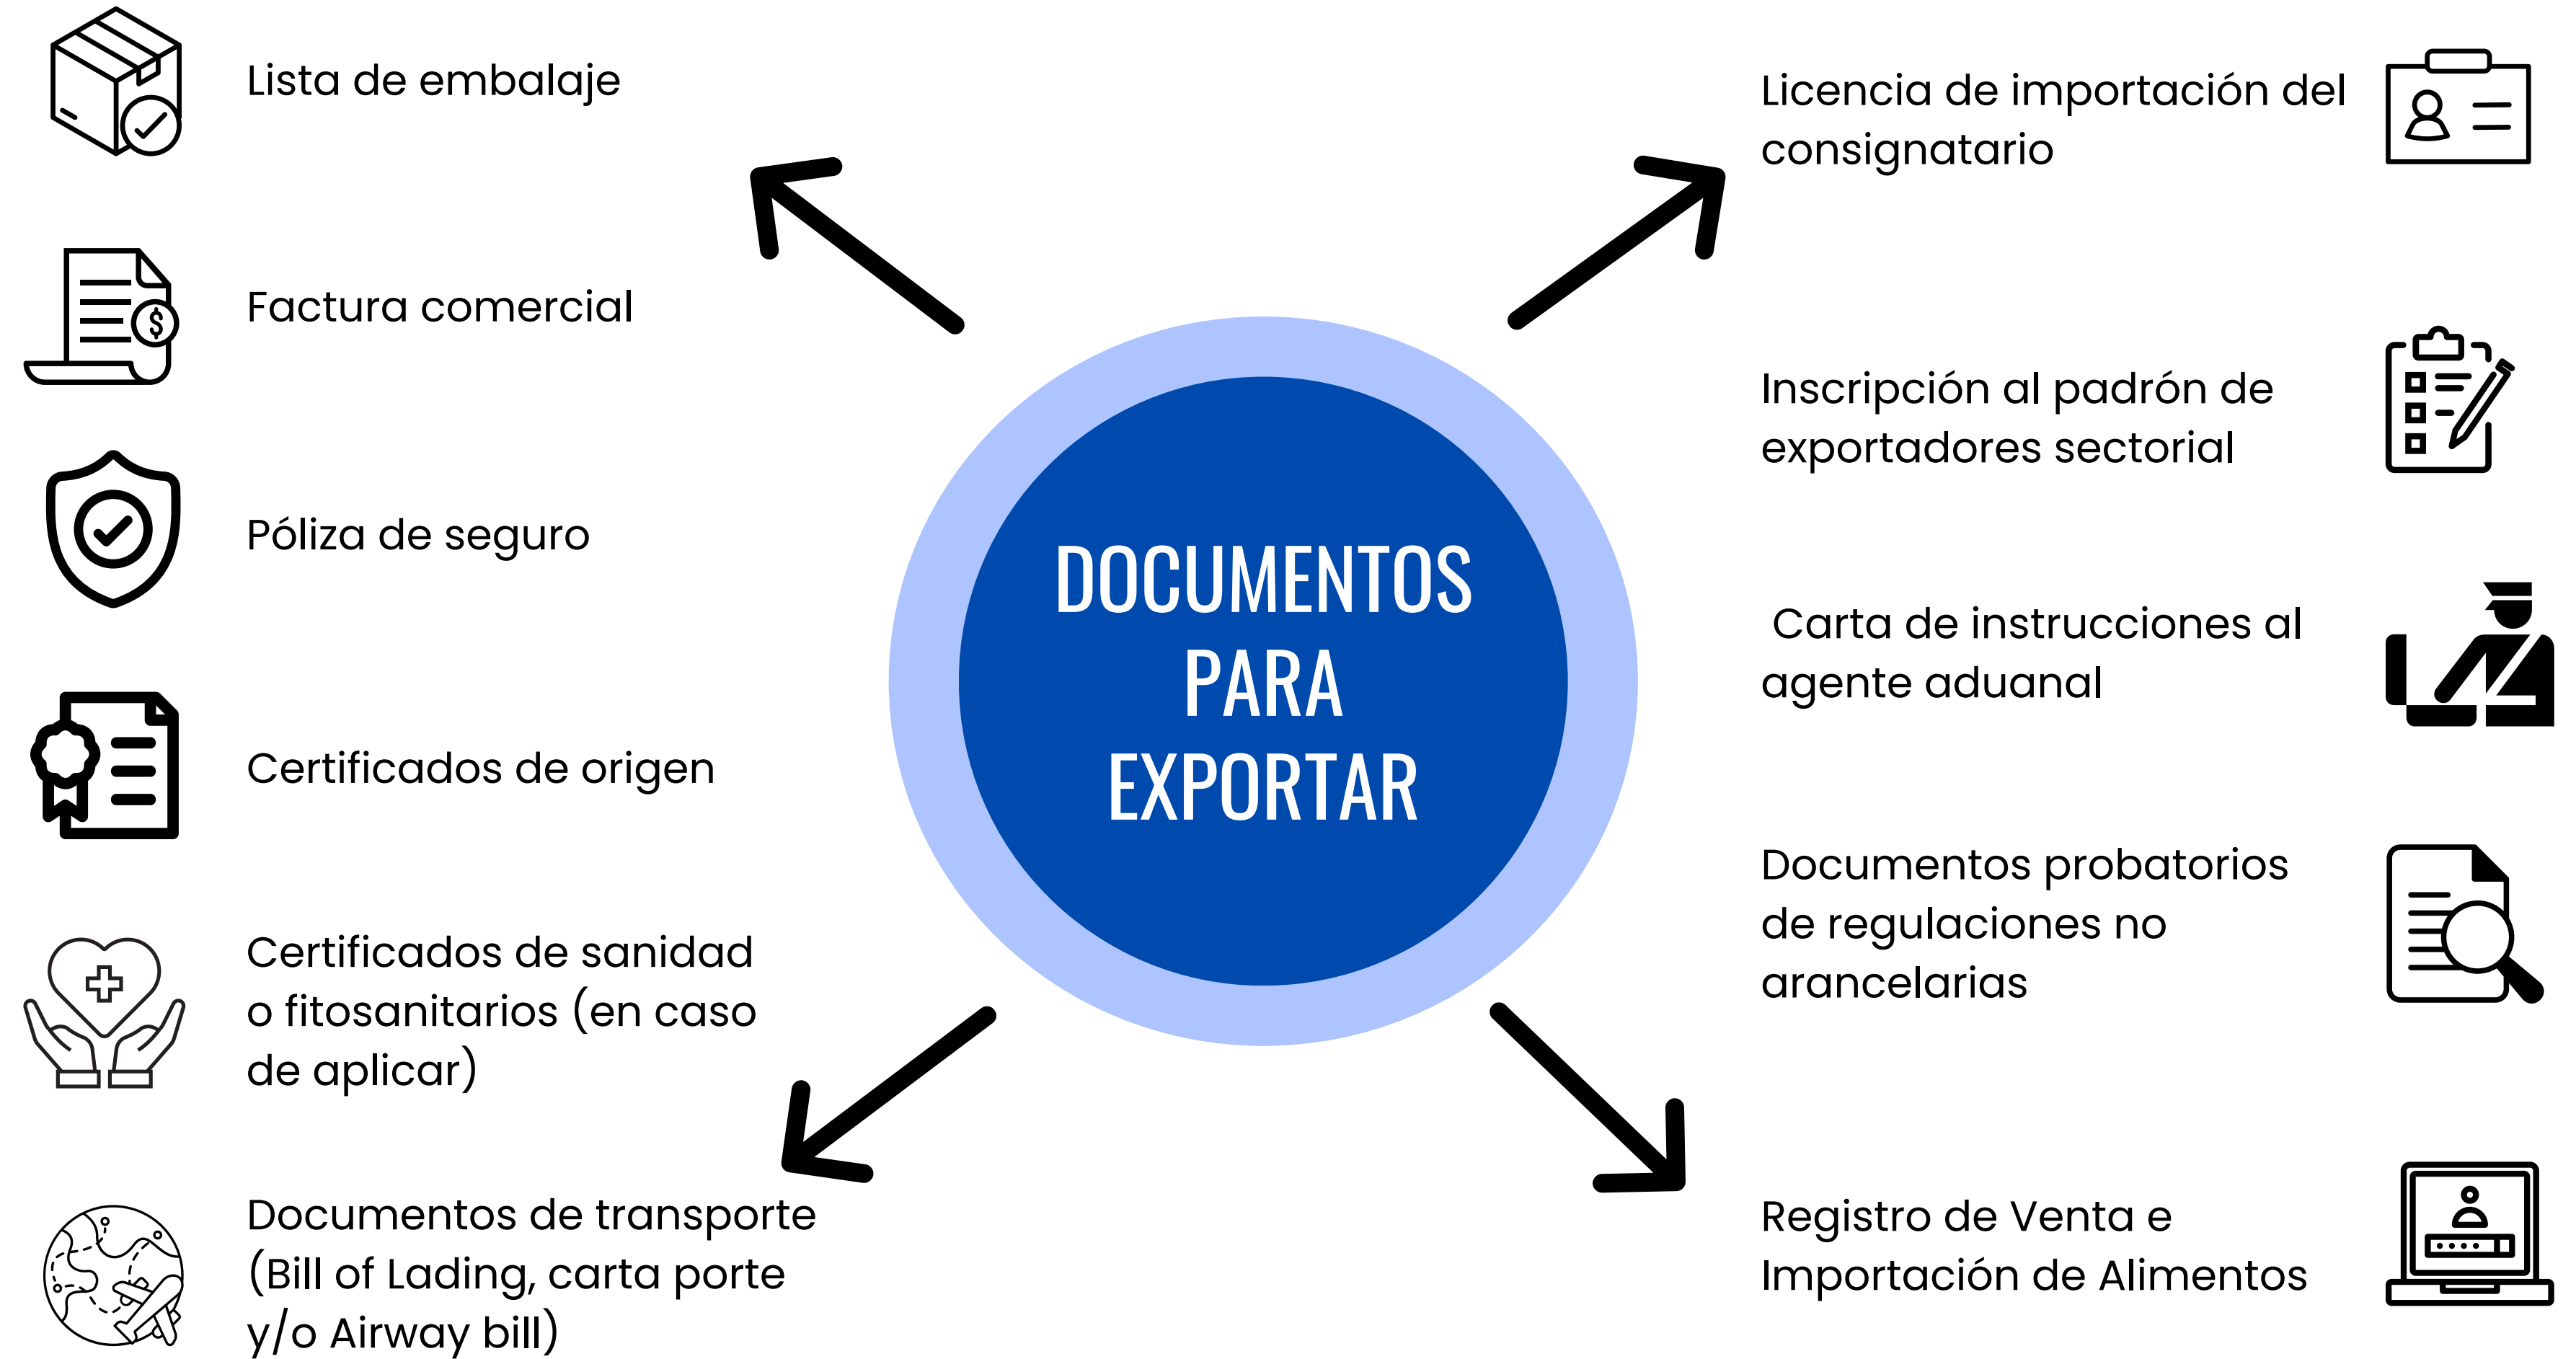 Lista de embalaje
Factura comercial
Póliza de seguro
Certificados de origen
Certificados de sanidad
o fitosanitarios (en caso
de aplicar)
Documentos de transporte
(Bill of Lading, carta porte
y/o Airway bill)
DOCUMENTOS
PARA
EXPORTAR
Licencia de importación del
consignatario
Inscripción al padrón de
exportadores sectorial
Carta de instrucciones al
agente aduanal
Documentos probatorios
de regulaciones no
arancelarias
Registro de Venta e
Importación de Alimentos